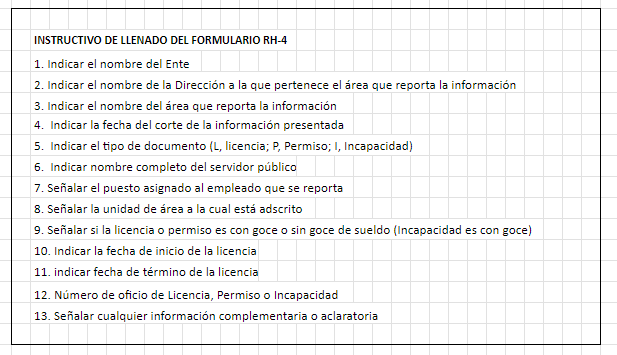 INSTRUCTIVO DE LLENADO DEL FORMULARIO RH-4
1. Indicar el nombre del Ente
2. Indicar el nombre de la Dirección a la que pertenece el área que reporta la información
3. Indicar el nombre del área que reporta la información
4. Indicar la fecha del corte de la información presentada
5. Indicar el tipo de documento (L, licencia; P, Permiso; I, Incapacidad)
6. Indicar nombre completo del servidor público
7. Señalar el puesto asignado al empleado que se reporta
8. Señalar la unidad de área a la cual está adscrito
9. Señalar si la licencia o permiso es con goce o sin goce de sueldo (Incapacidad es con goce)
10. Indicar la fecha de inicio de la licencia
11. indicar fecha de término de la licencia
12. Número de oficio de Licencia, Permiso o Incapacidad
13. Señalar cualquier información complementaria o aclaratoria